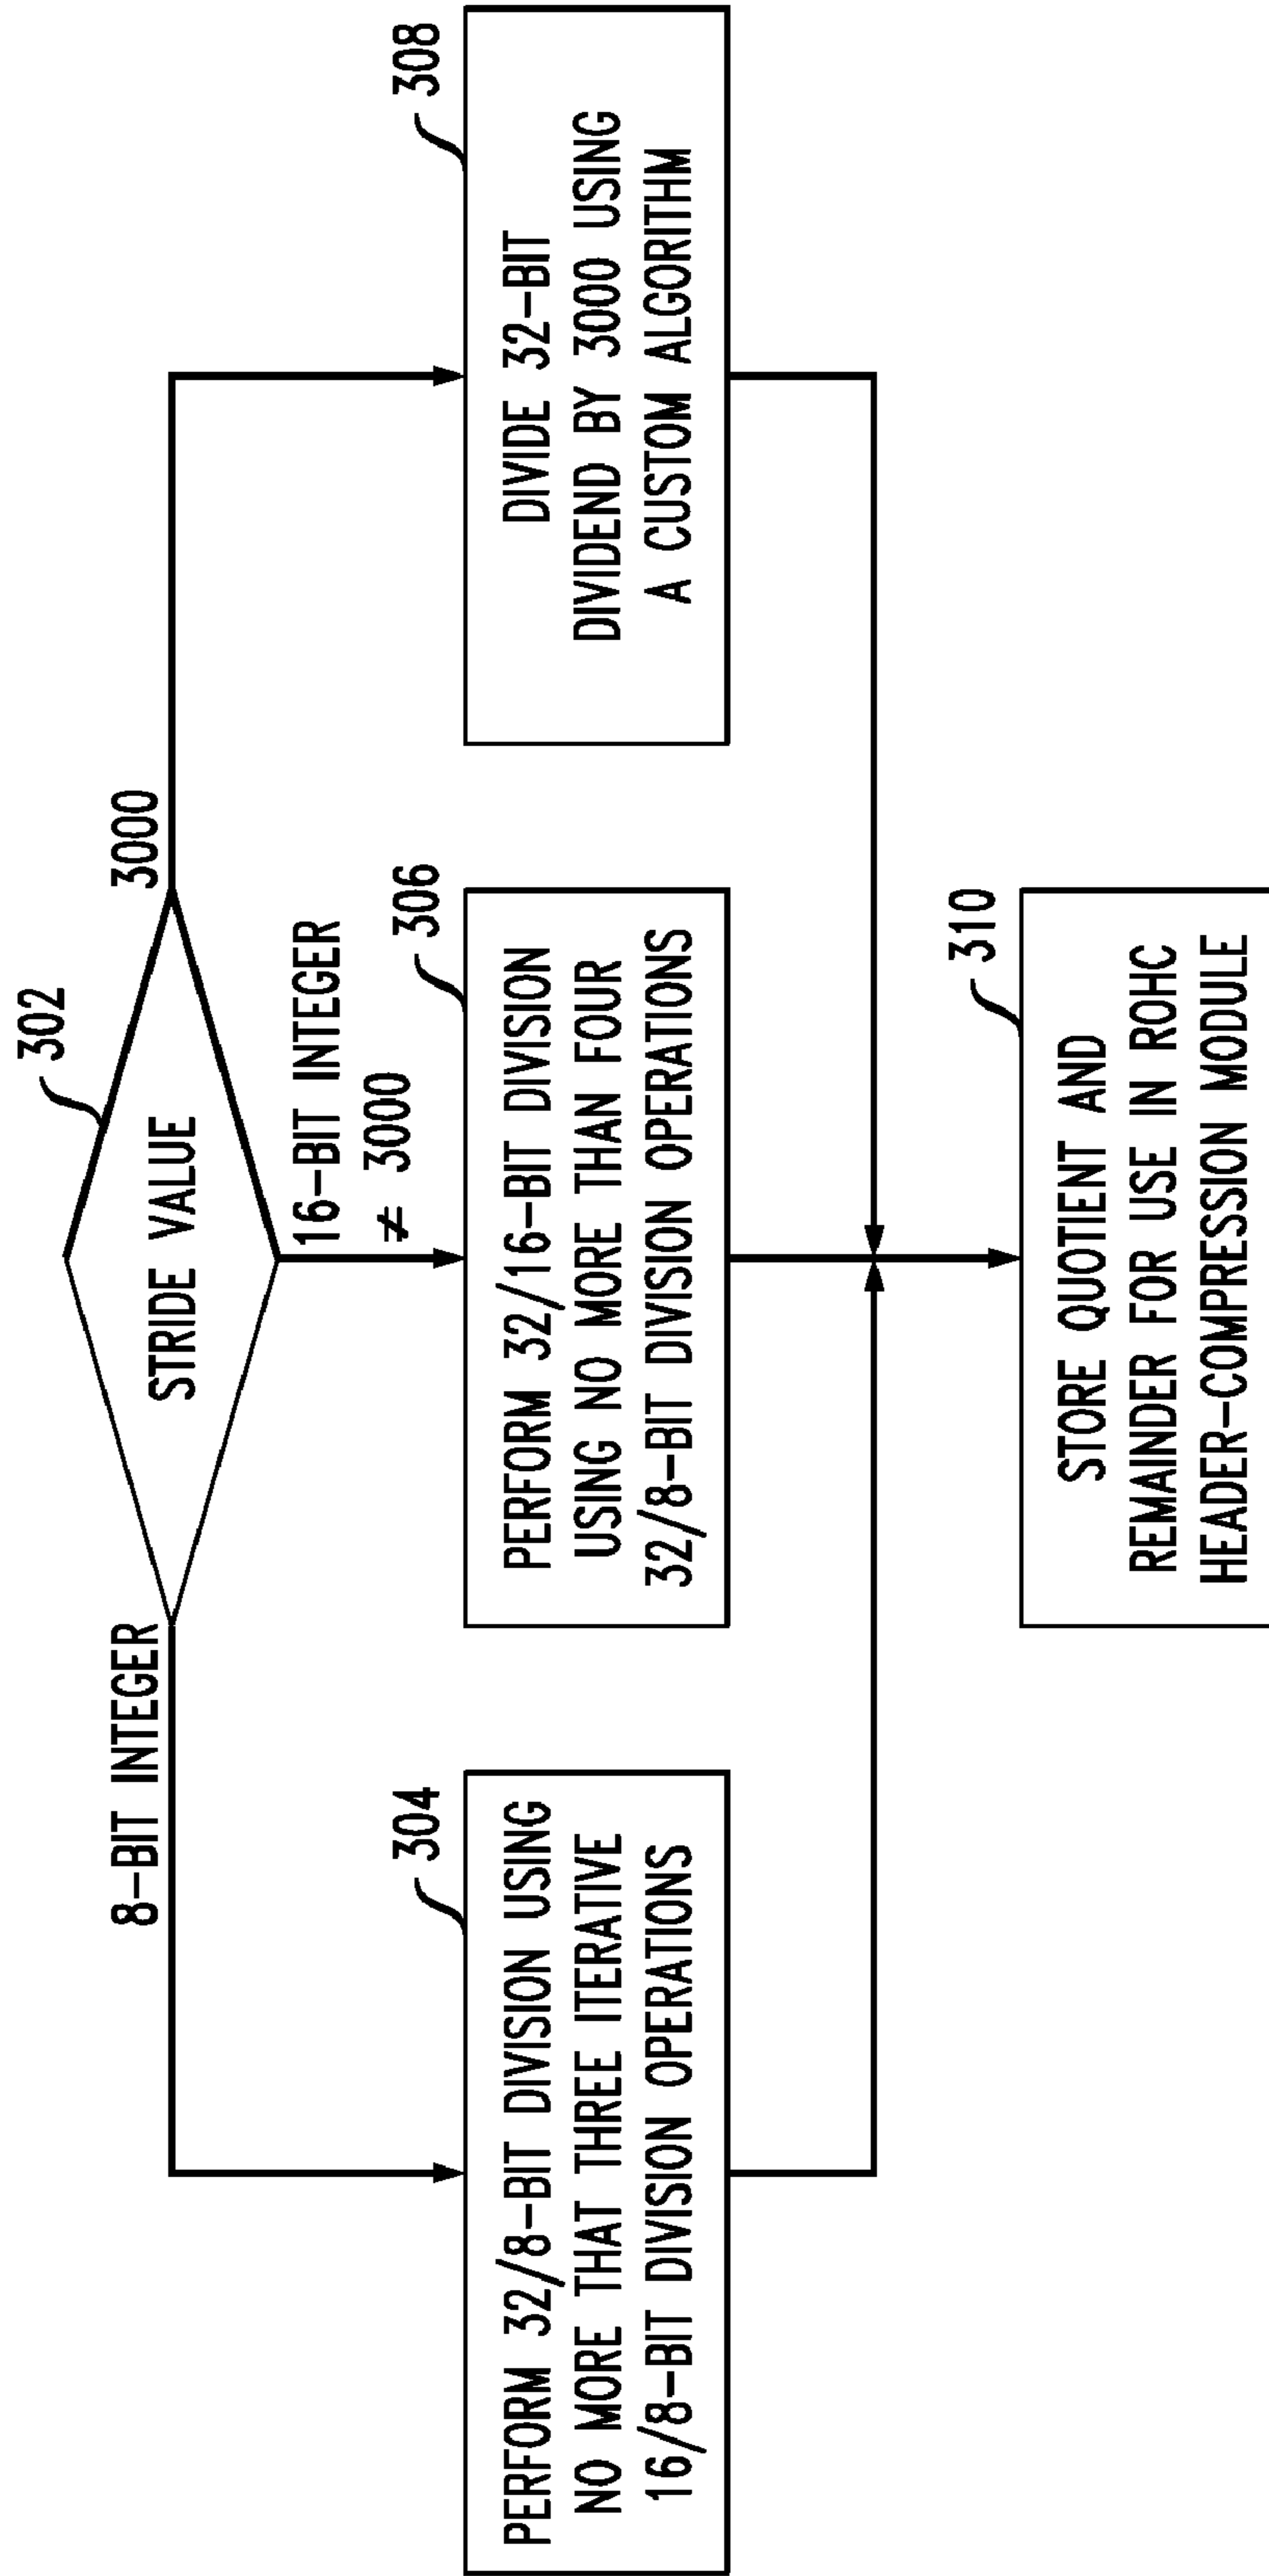 302
STRIDE VALUE
8-BIT INTEGER
3000
16-BIT INTEGER
≠ 3000
304
PERFORM 32/8-BIT DIVISION USING
NO MORE THAT THREE ITERATIVE
16/8-BIT DIVISION OPERATIONS
306
PERFORM 32/16-BIT DIVISION
USING NO MORE THAN FOUR
32/8-BIT DIVISION OPERATIONS
308
DIVIDE 32-BIT
DIVIDEND BY 3000 USING
A CUSTOM ALGORITHM
310
STORE QUOTIENT AND
REMAINDER FOR USE IN ROHC
HEADER-COMPRESSION MODULE